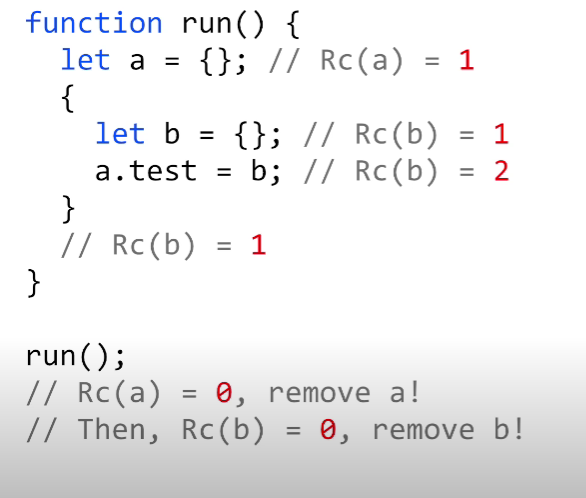 function run() {
let a = {}; // Rc(a) = 1
{
let b = {}; // Rc(b) = 1
a.test = b; // Rc(b) = 2
}
// Rc(b) = 1
}
run();
// Rc(a) = 0, remove a!
// Then, Rc(b) = 0, remove b!